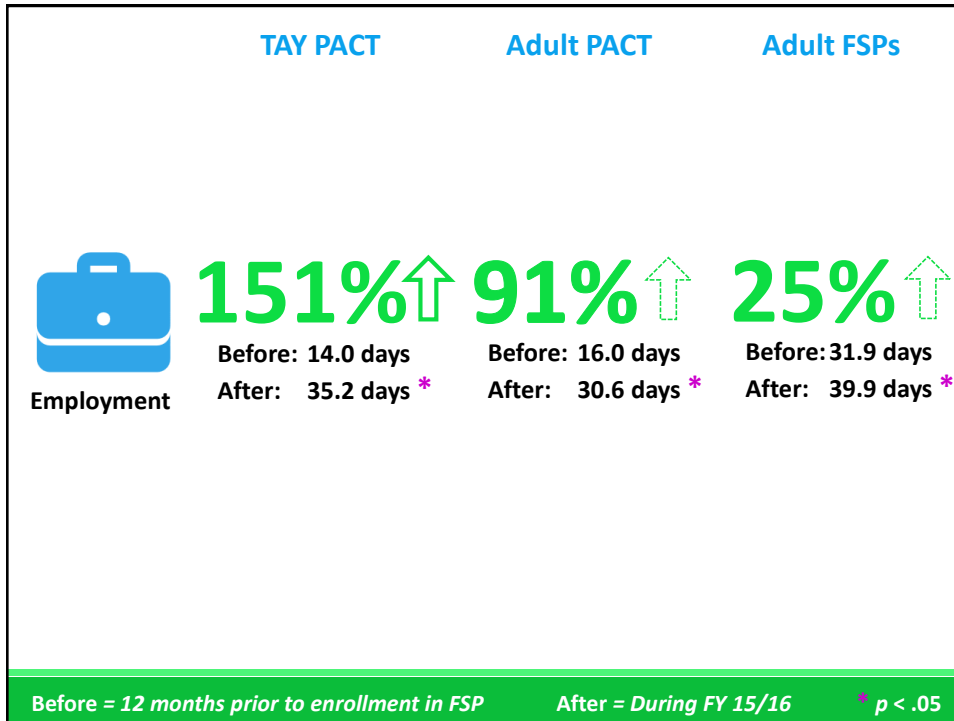 TAY PACT Adult PACT Adult FSPs
151% 91% 25%
Before: 14.0 days Before: 16.0 days Before: 31.9 days
After: 35.2 days * After: 30.6 days * After: 39.9 days *
Employment
Before = 12 months prior to enrollment in FSP After = During FY 15/16 * p < .05